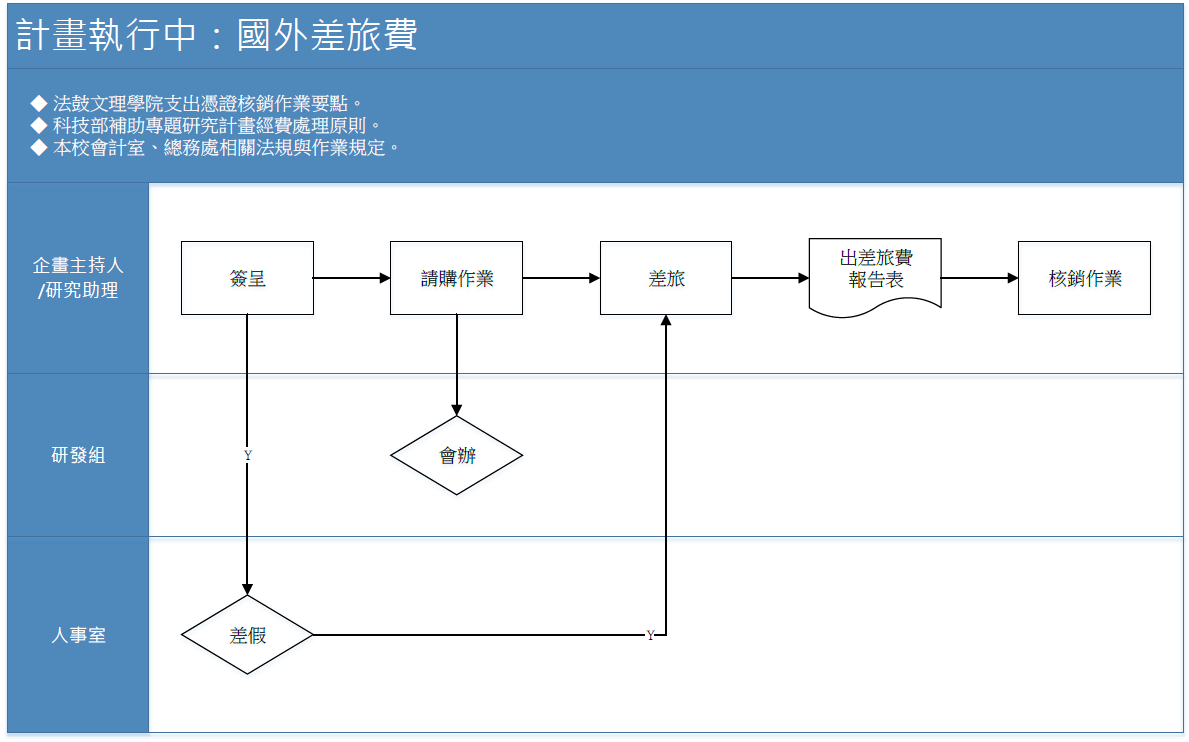 計畫執行中：國外差旅費
◆ 法鼓文理學院支出憑證核銷作業要點。
◆ 科技部補助專題研究計畫經費處理原則。
◆ 本校會計室、總務處相關法規與作業規定。
企畫主持人
/研究助理
簽呈
請購作業
差旅
出差旅費
報告表
核銷作業
研發組
Y
會辦
人事室
差假
Y